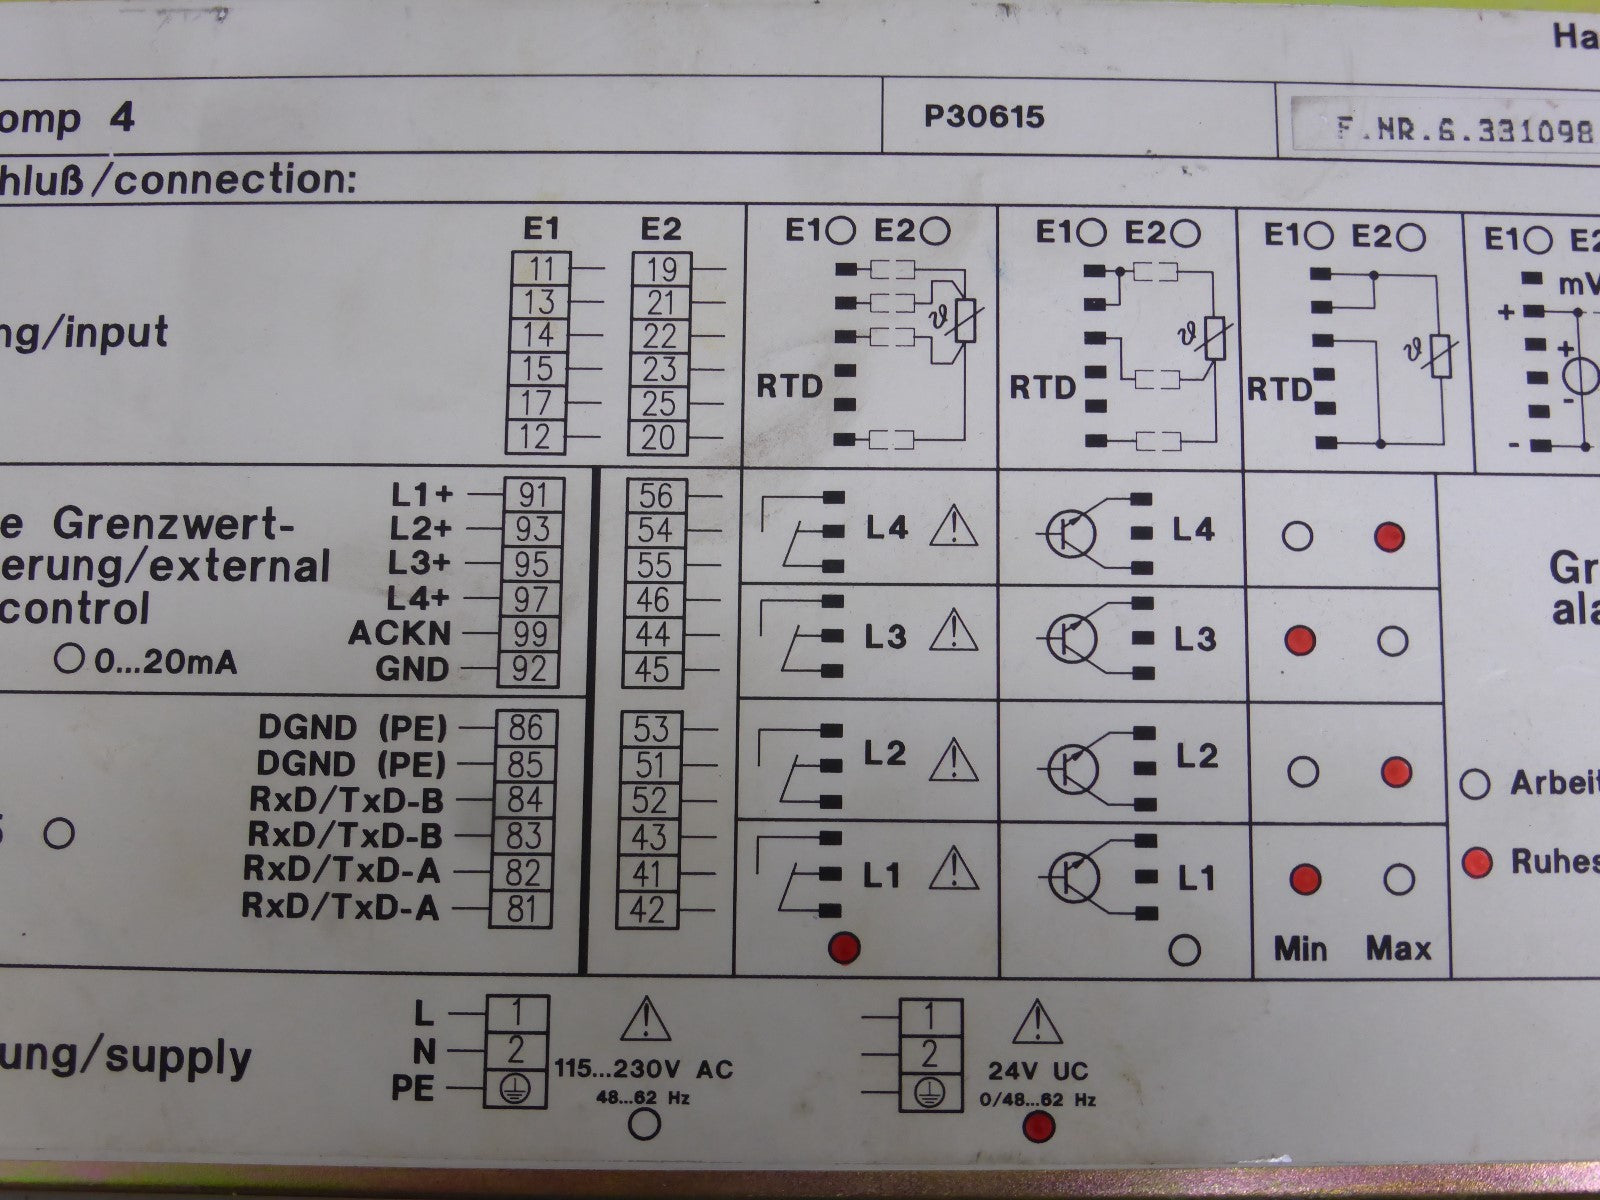 Ha
omp 4
P30615
F.NR.6.331098
hluß/connection:
E1 E2
E1 E2
E1 E2
E1 E2
E1 E2
ng/input
11 19
13 21
14 22
15 23
17 25
12 20
RTD
ϑ
RTD
ϑ
RTD
ϑ
mV
+
+
-
-
e Grenzwert-
erung/external
control
0...20mA
L1+ 91 56
L2+ 93 54
L3+ 95 55
L4+ 97 46
ACKN 99 44
GND 92 45
L4 L4
L3 L3
Gr
ala
DGND (PE) 86 53
DGND (PE) 85 51
RxD/TxD-B 84 52
RxD/TxD-B 83 43
RxD/TxD-A 82 41
RxD/TxD-A 81 42
L2 L2
L1 L1
Min Max
Arbeit
Ruhes
ung/supply
L 1
N 2
PE
115...230V AC
48...62 Hz
1
2
24V UC
0/48...62 Hz